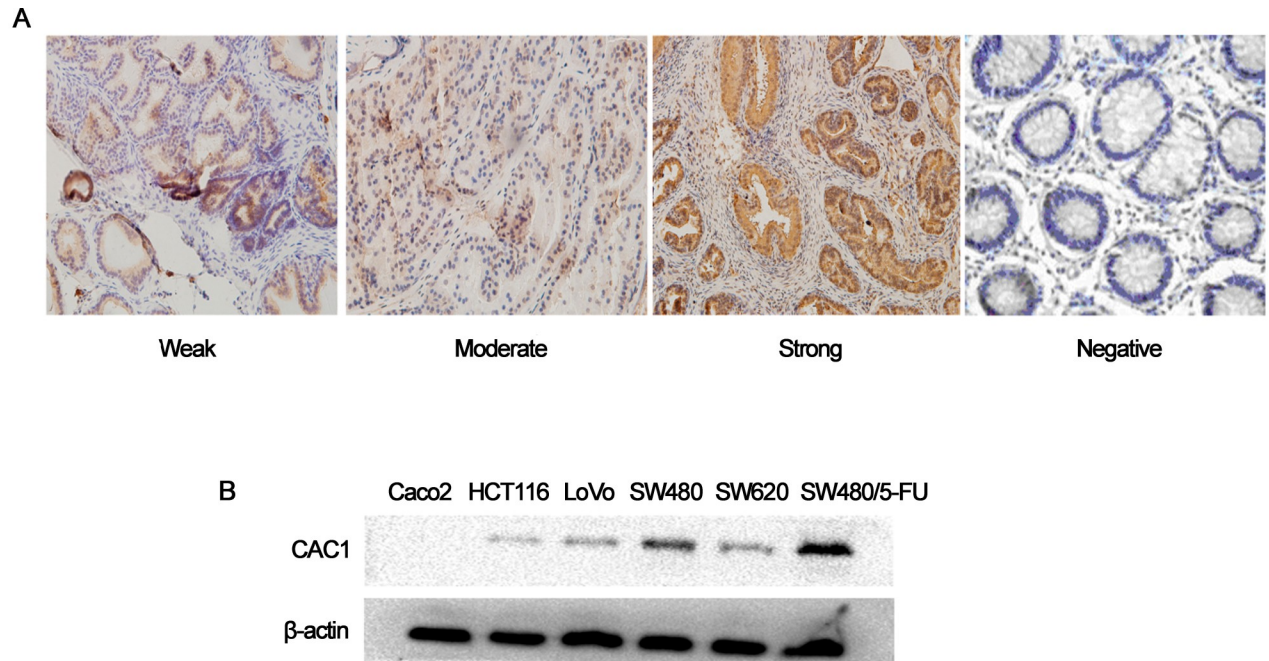 A
Weak Moderate Strong Negative
B
Caco2 HCT116 LoVo SW480 SW620 SW480/5-FU
CAC1
β-actin